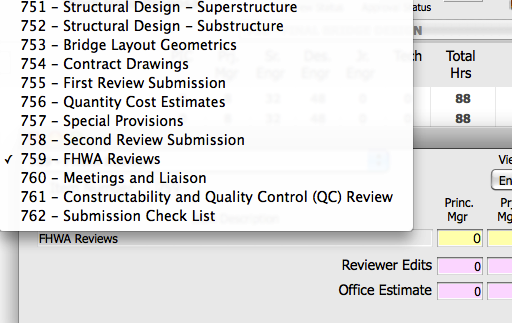 751 – Structural Design – Superstructure
752 – Structural Design – Substructure
753 – Bridge Layout Geometrics
754 – Contract Drawings
755 – First Review Submission
756 – Quantity Cost Estimates
757 – Special Provisions
758 – Second Review Submission
✓ 759 – FHWA Reviews
760 – Meetings and Liaison
761 – Constructability and Quality Control (QC) Review
762 – Submission Check List
Status
Total
Hrs
88
88
Vie
En
Princ.
Mgr
FHWA Reviews
0
Reviewer Edits
0
Office Estimate
0